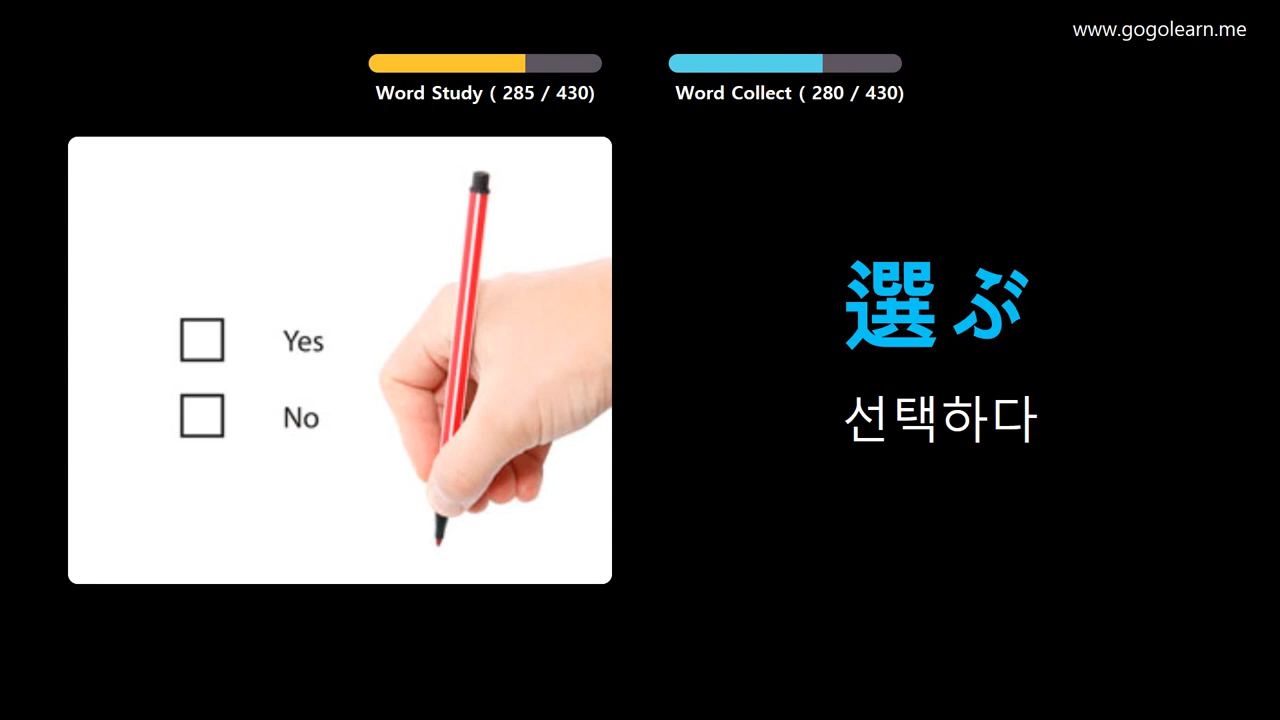 www.gogolearn.me
Word Study ( 285 / 430)
Word Collect ( 280 / 430)
Yes
No
選ぶ
선택하다